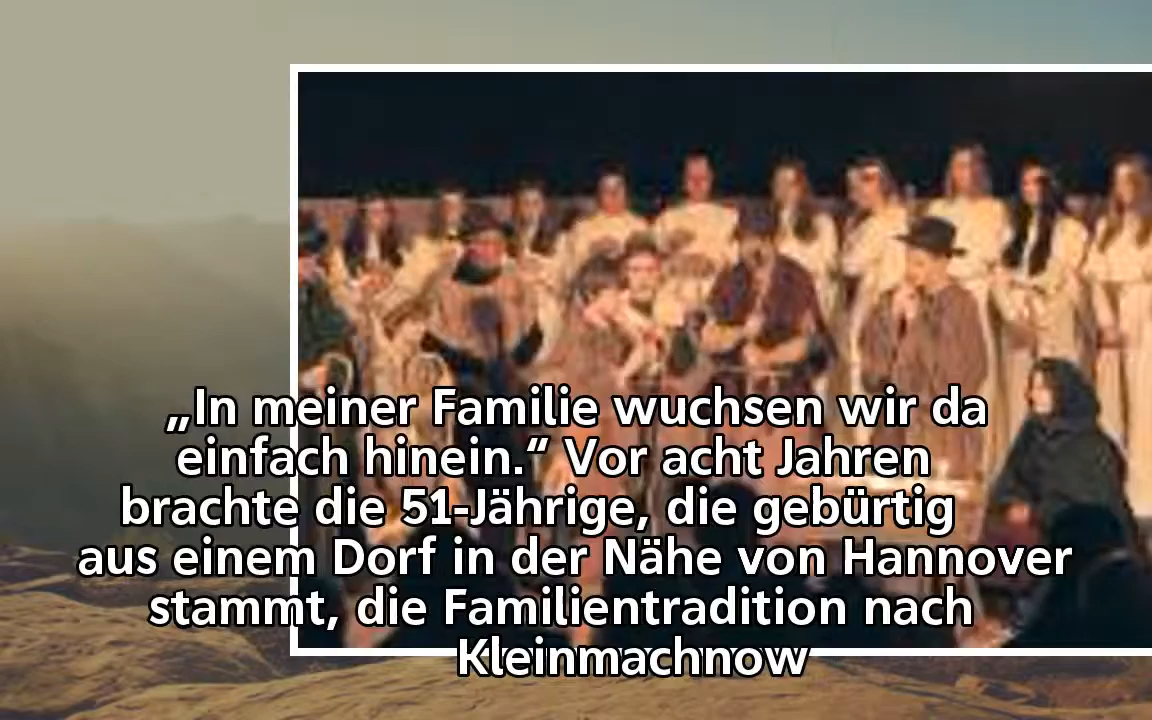 „In meiner Familie wuchsen wir da
einfach hinein.“ Vor acht Jahren
brachte die 51-Jährige, die gebürtig
aus einem Dorf in der Nähe von Hannover
stammt, die Familientradition nach
Kleinmachnow